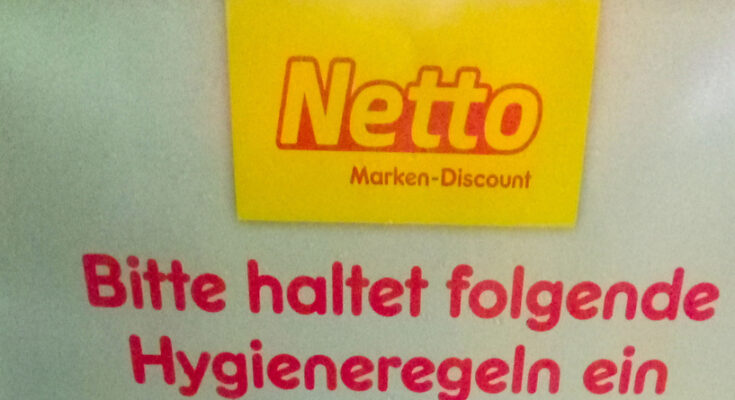 Netto
Marken-Discount
Bitte haltet folgende
Hygieneregeln ein